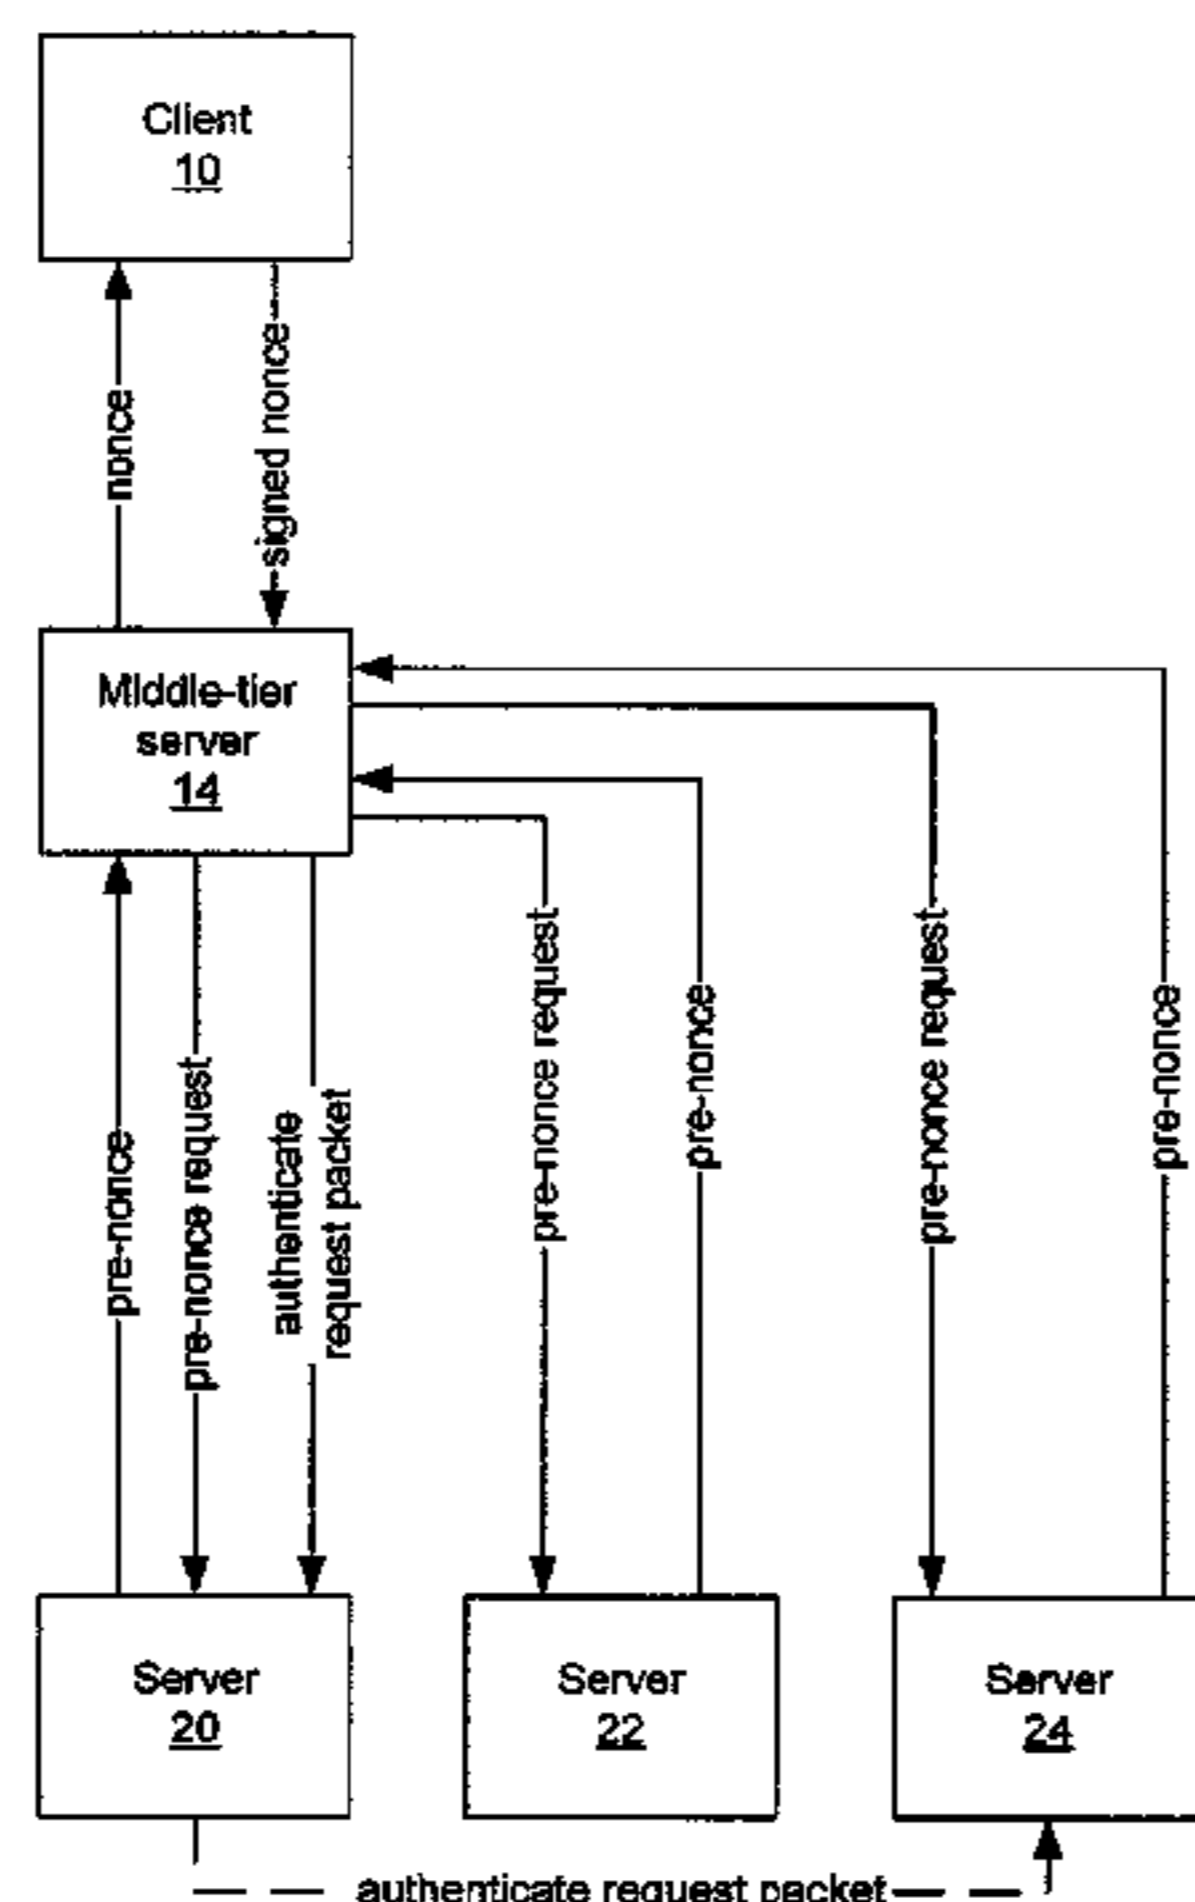 Client
10
nonce
signed nonce
Middle-tier
server
14
pre-nonce
pre-nonce request
authenticate
request packet
pre-nonce request
pre-nonce
pre-nonce request
pre-nonce
Server
20
Server
22
Server
24
authenticate request packet